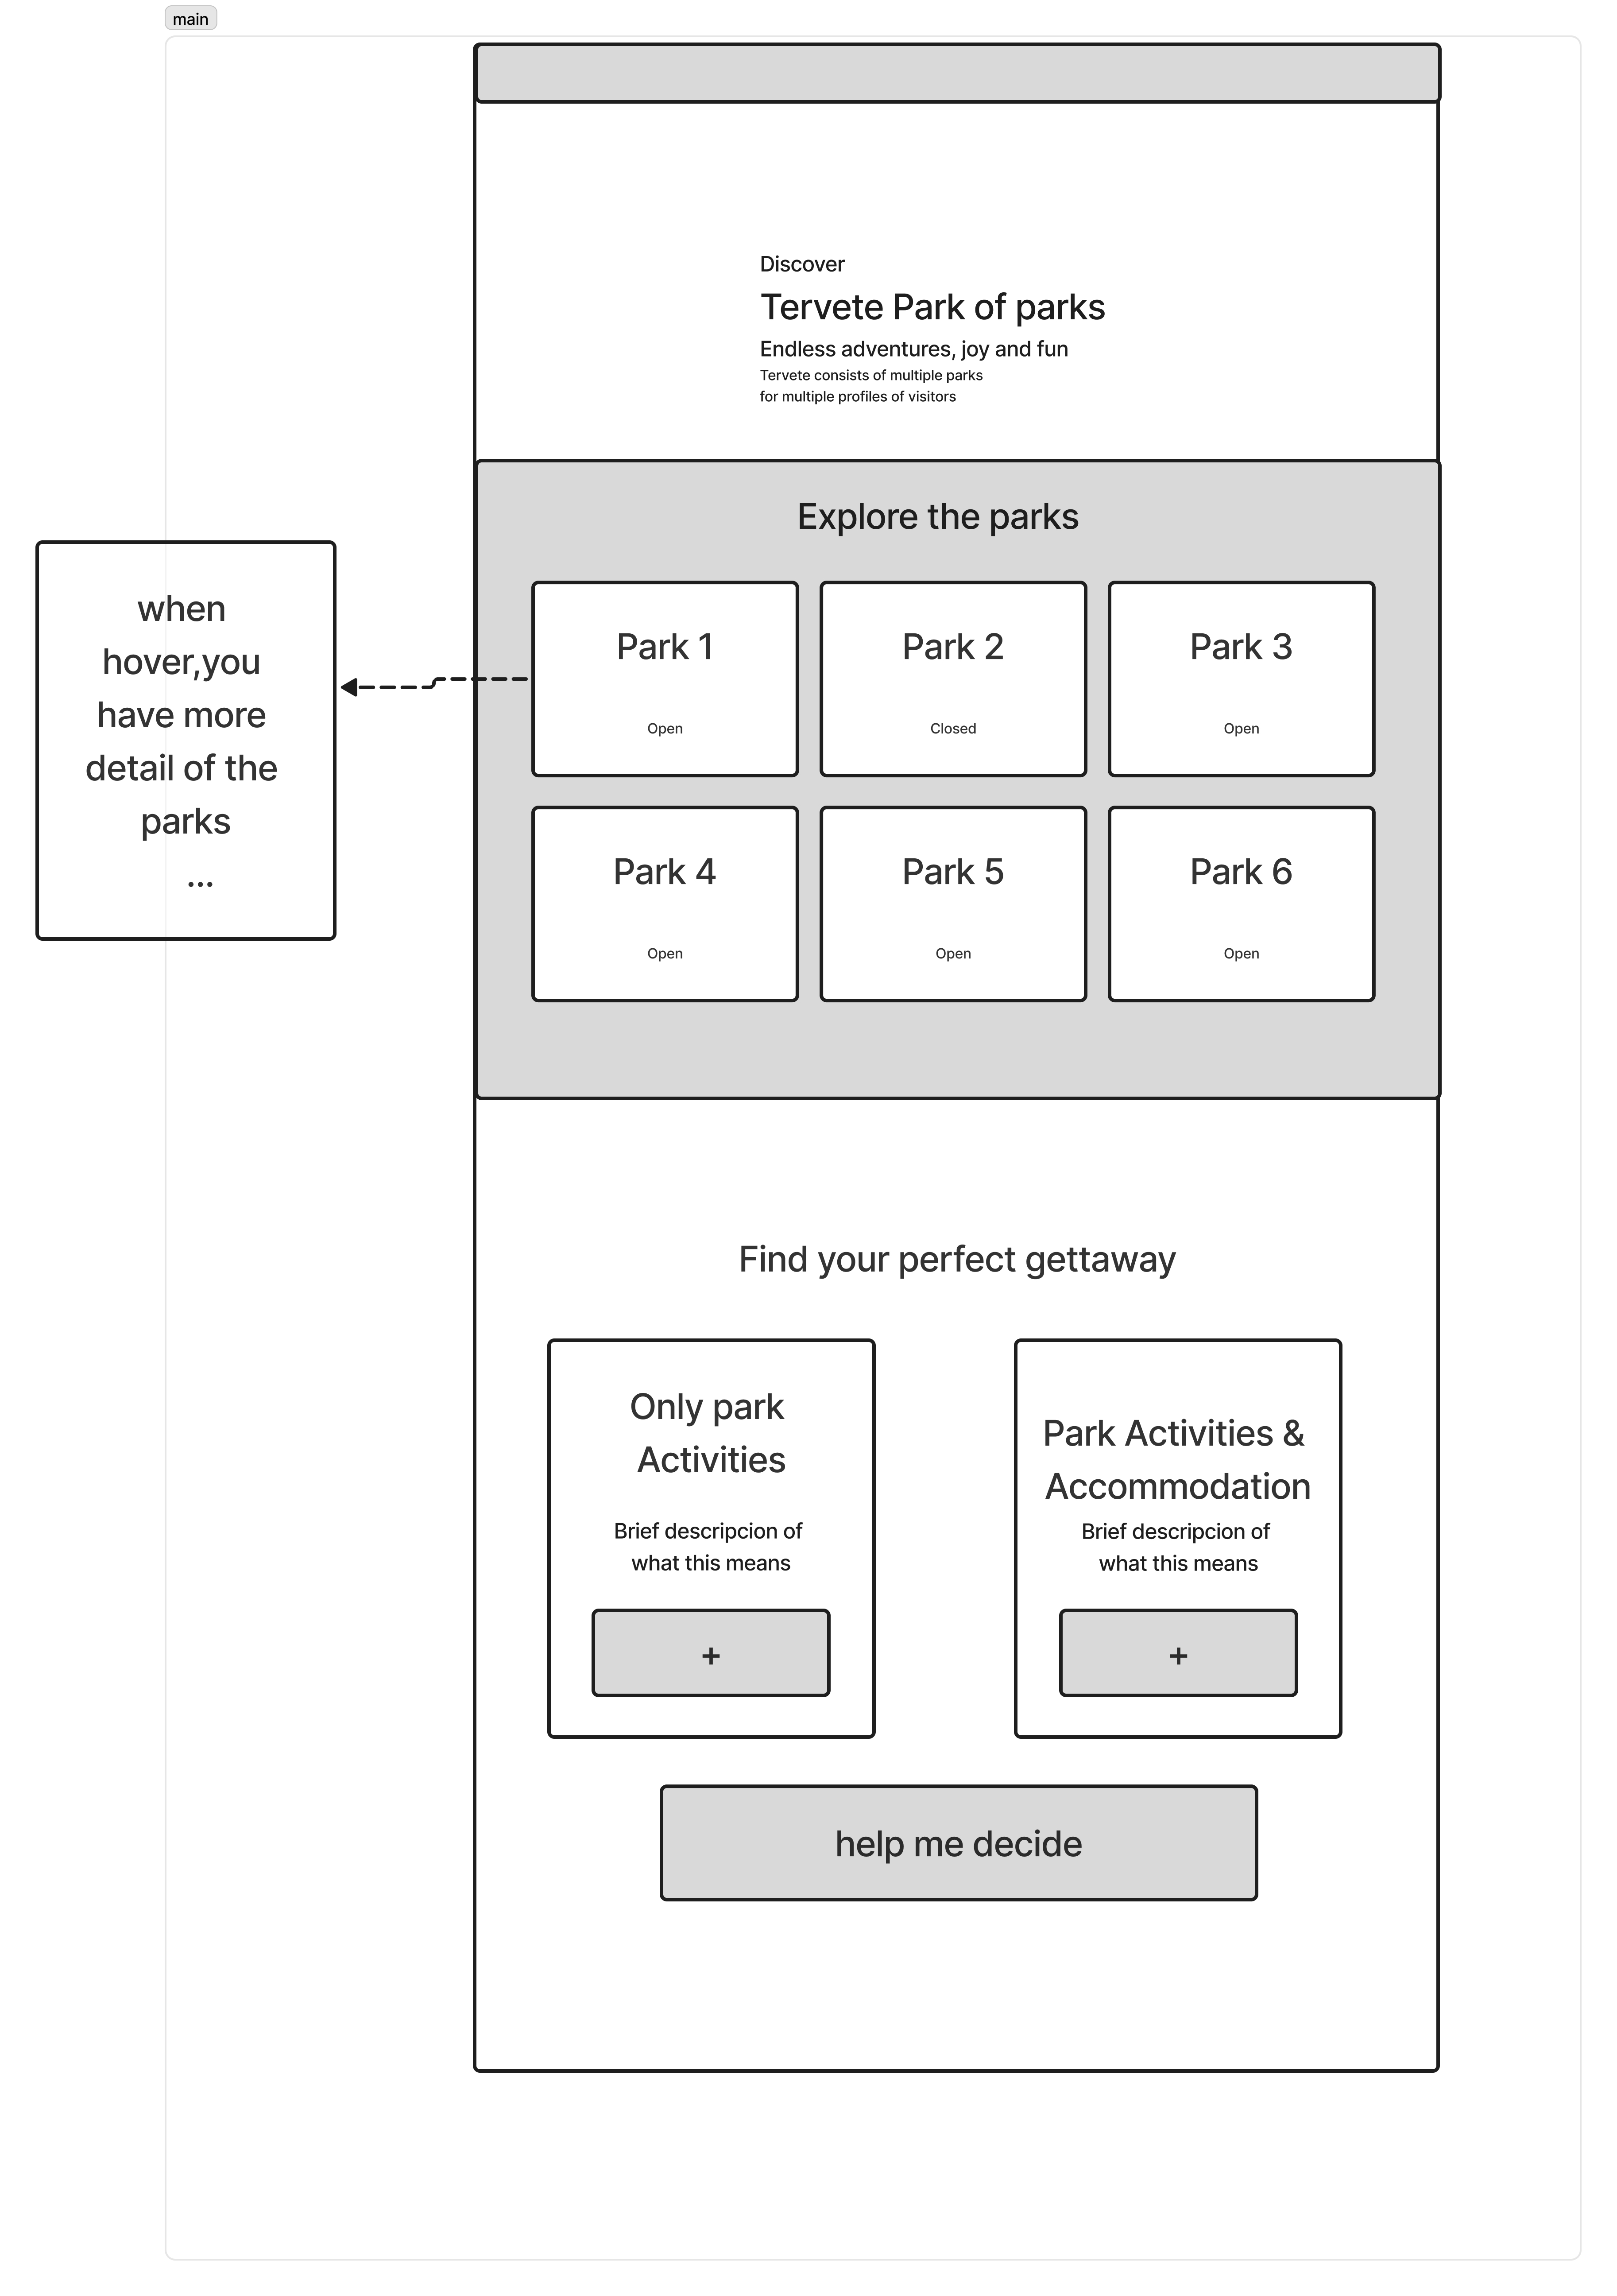 main
Discover
Tervete Park of parks
Endless adventures, joy and fun
Tervete consists of multiple parks
for multiple profiles of visitors
Explore the parks
when
hover,you
have more
detail of the
parks
...
Park 1
Open
Park 2
Closed
Park 3
Open
Park 4
Open
Park 5
Open
Park 6
Open
Find your perfect gettaway
Only park
Activities
Brief descripcion of
what this means
+
Park Activities &
Accommodation
Brief descripcion of
what this means
+
help me decide